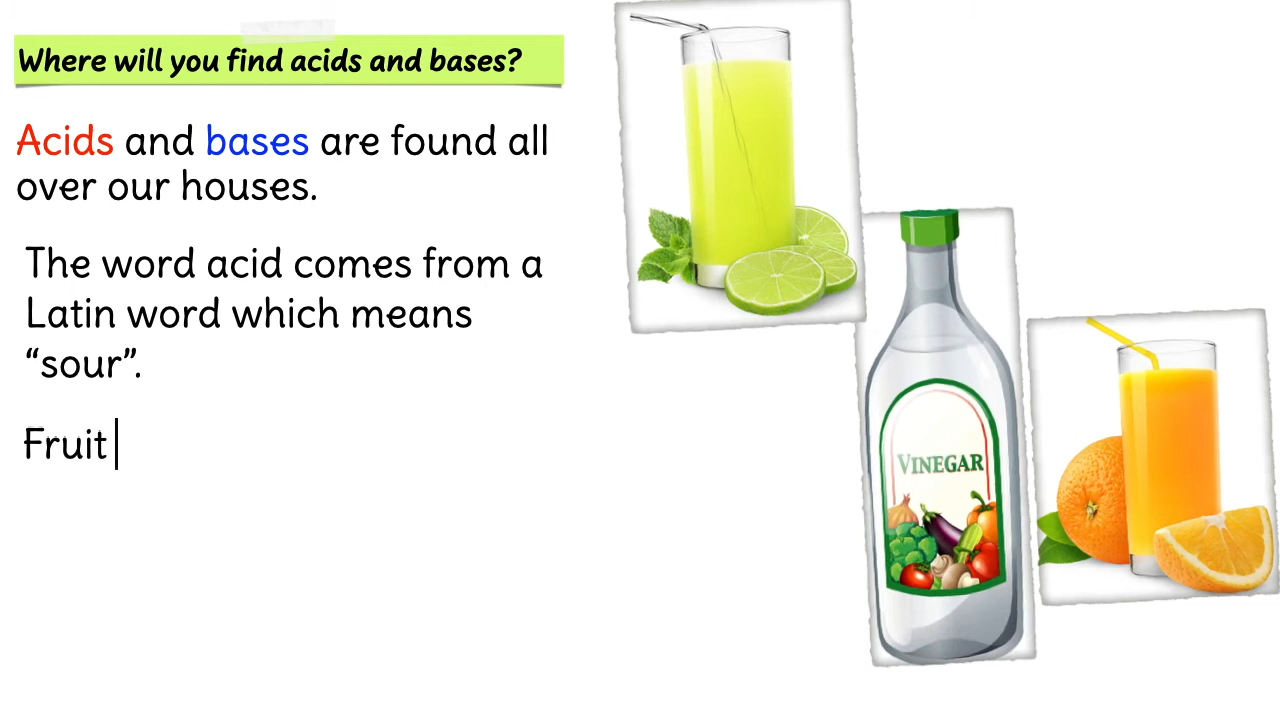 Where will you find acids and bases?
Acids and bases are found all
over our houses.
The word acid comes from a
Latin word which means
“sour”.
Fruit
VINEGAR